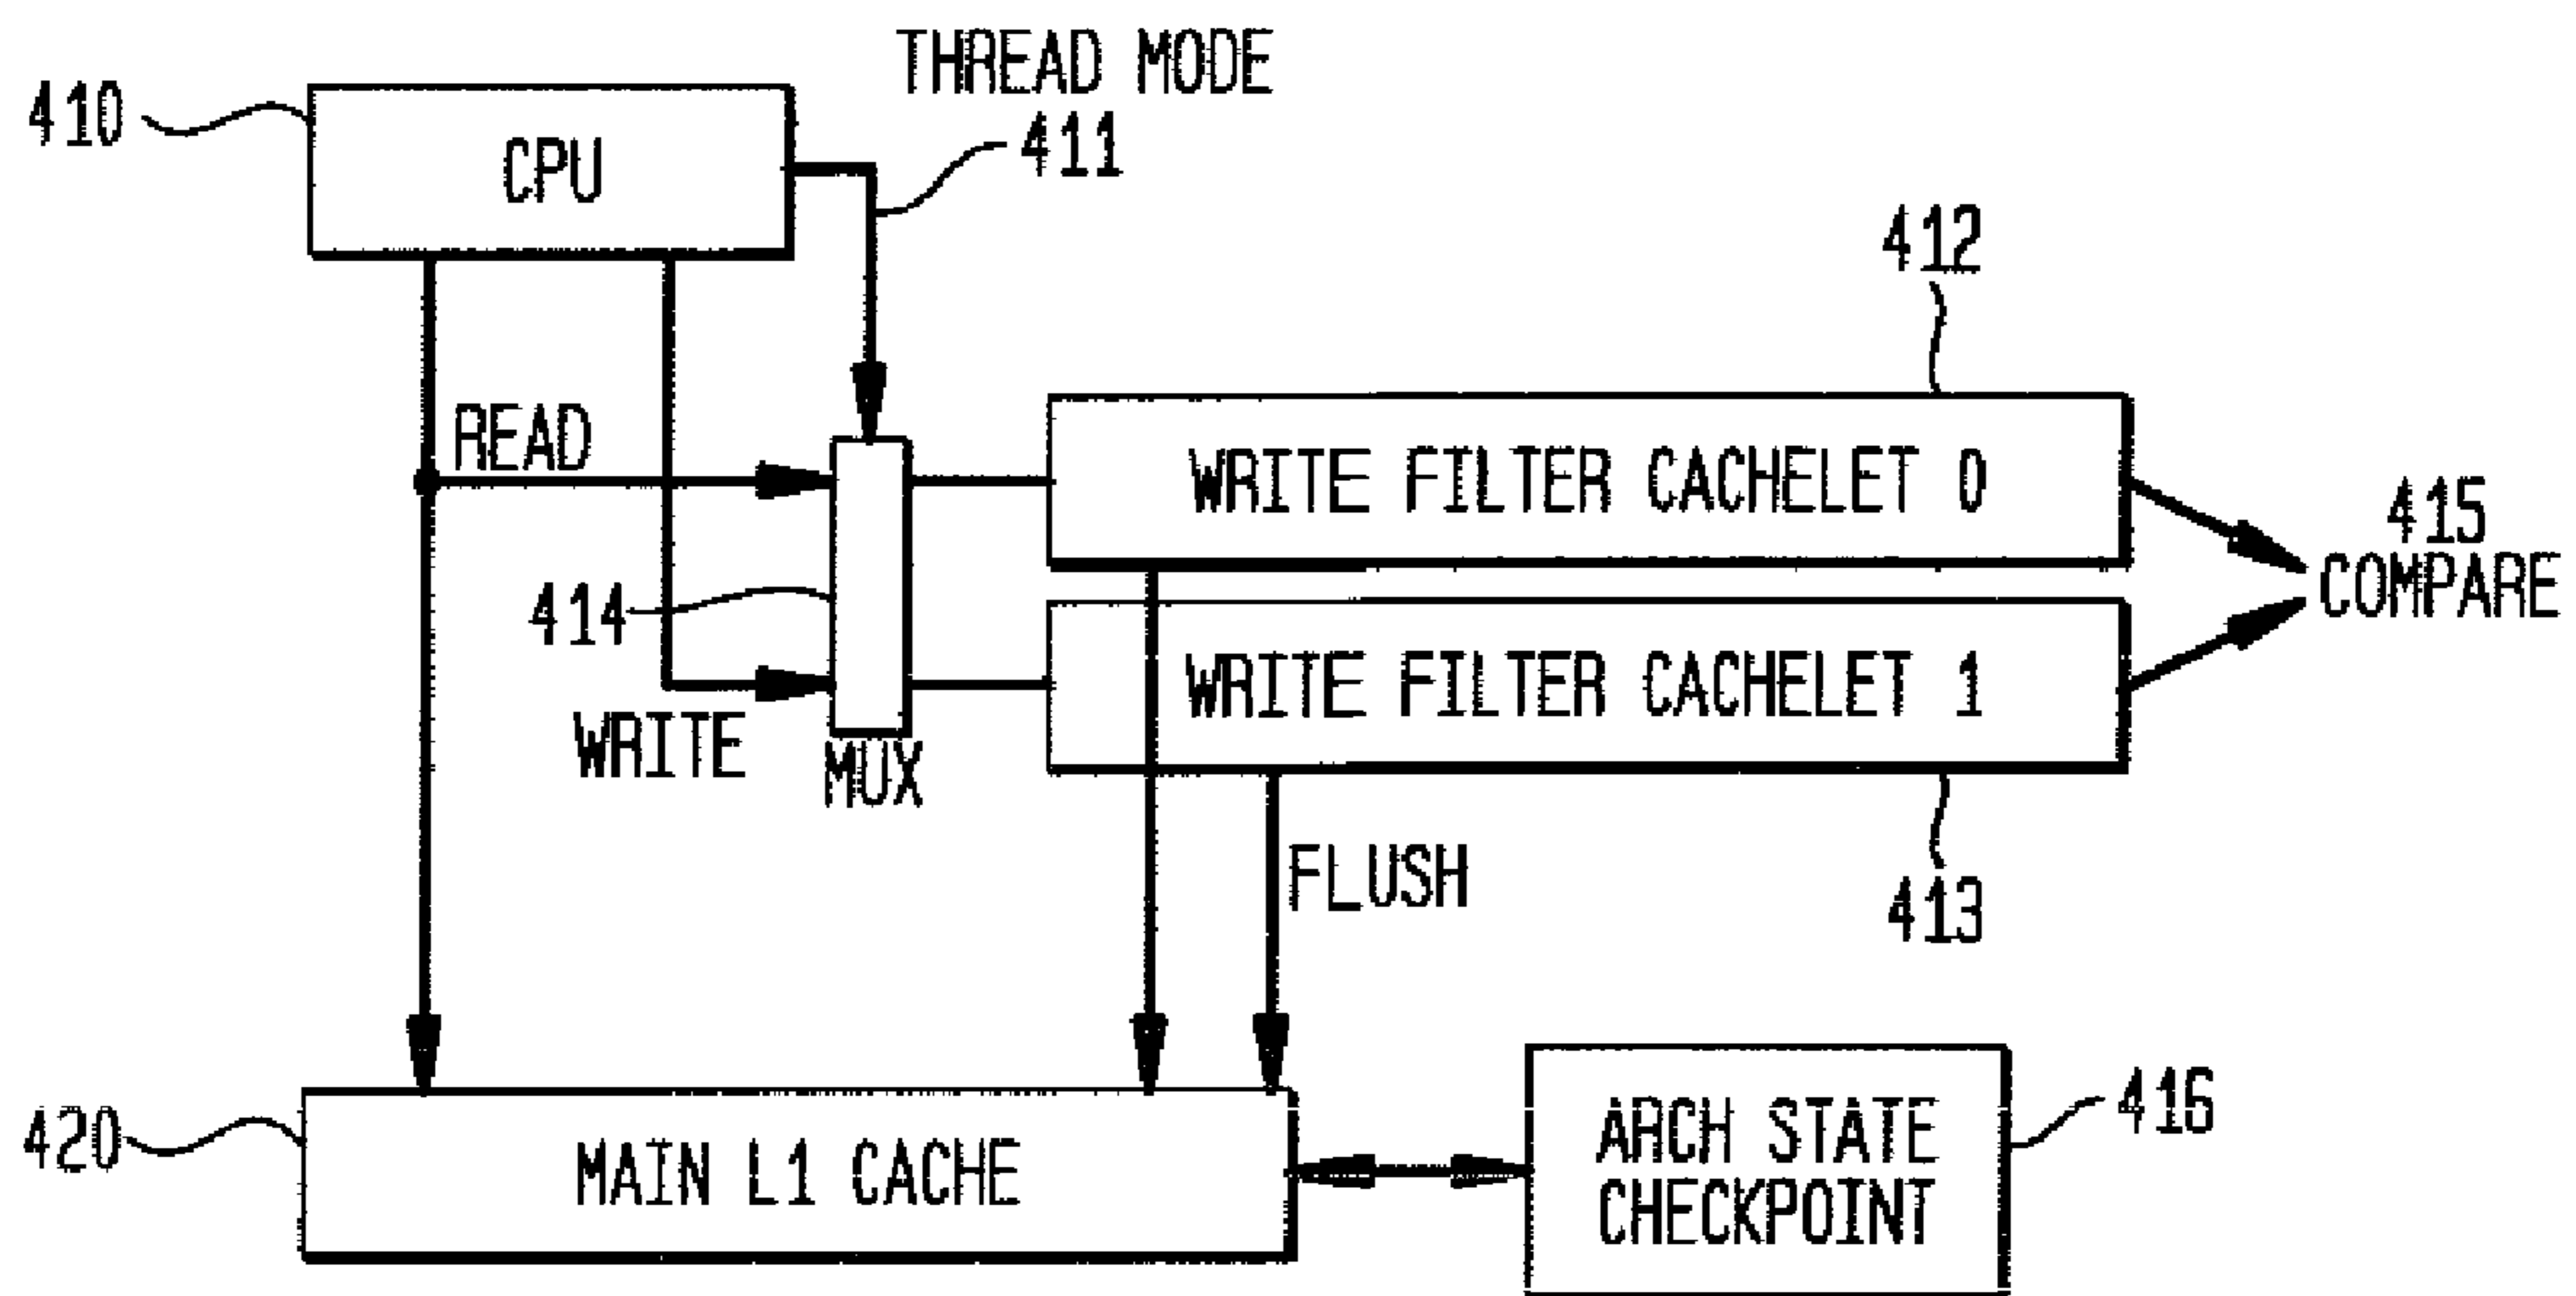 THREAD MODE
410
CPU
411
412
READ
WRITE FILTER CACHELET 0
415
COMPARE
414
WRITE FILTER CACHELET 1
WRITE
MUX
FLUSH
413
420
MAIN L1 CACHE
ARCH STATE
CHECKPOINT
416